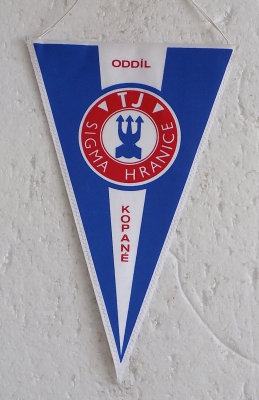 ODDÍL
TJ
SIGMA HRANICE
KOPANÉ